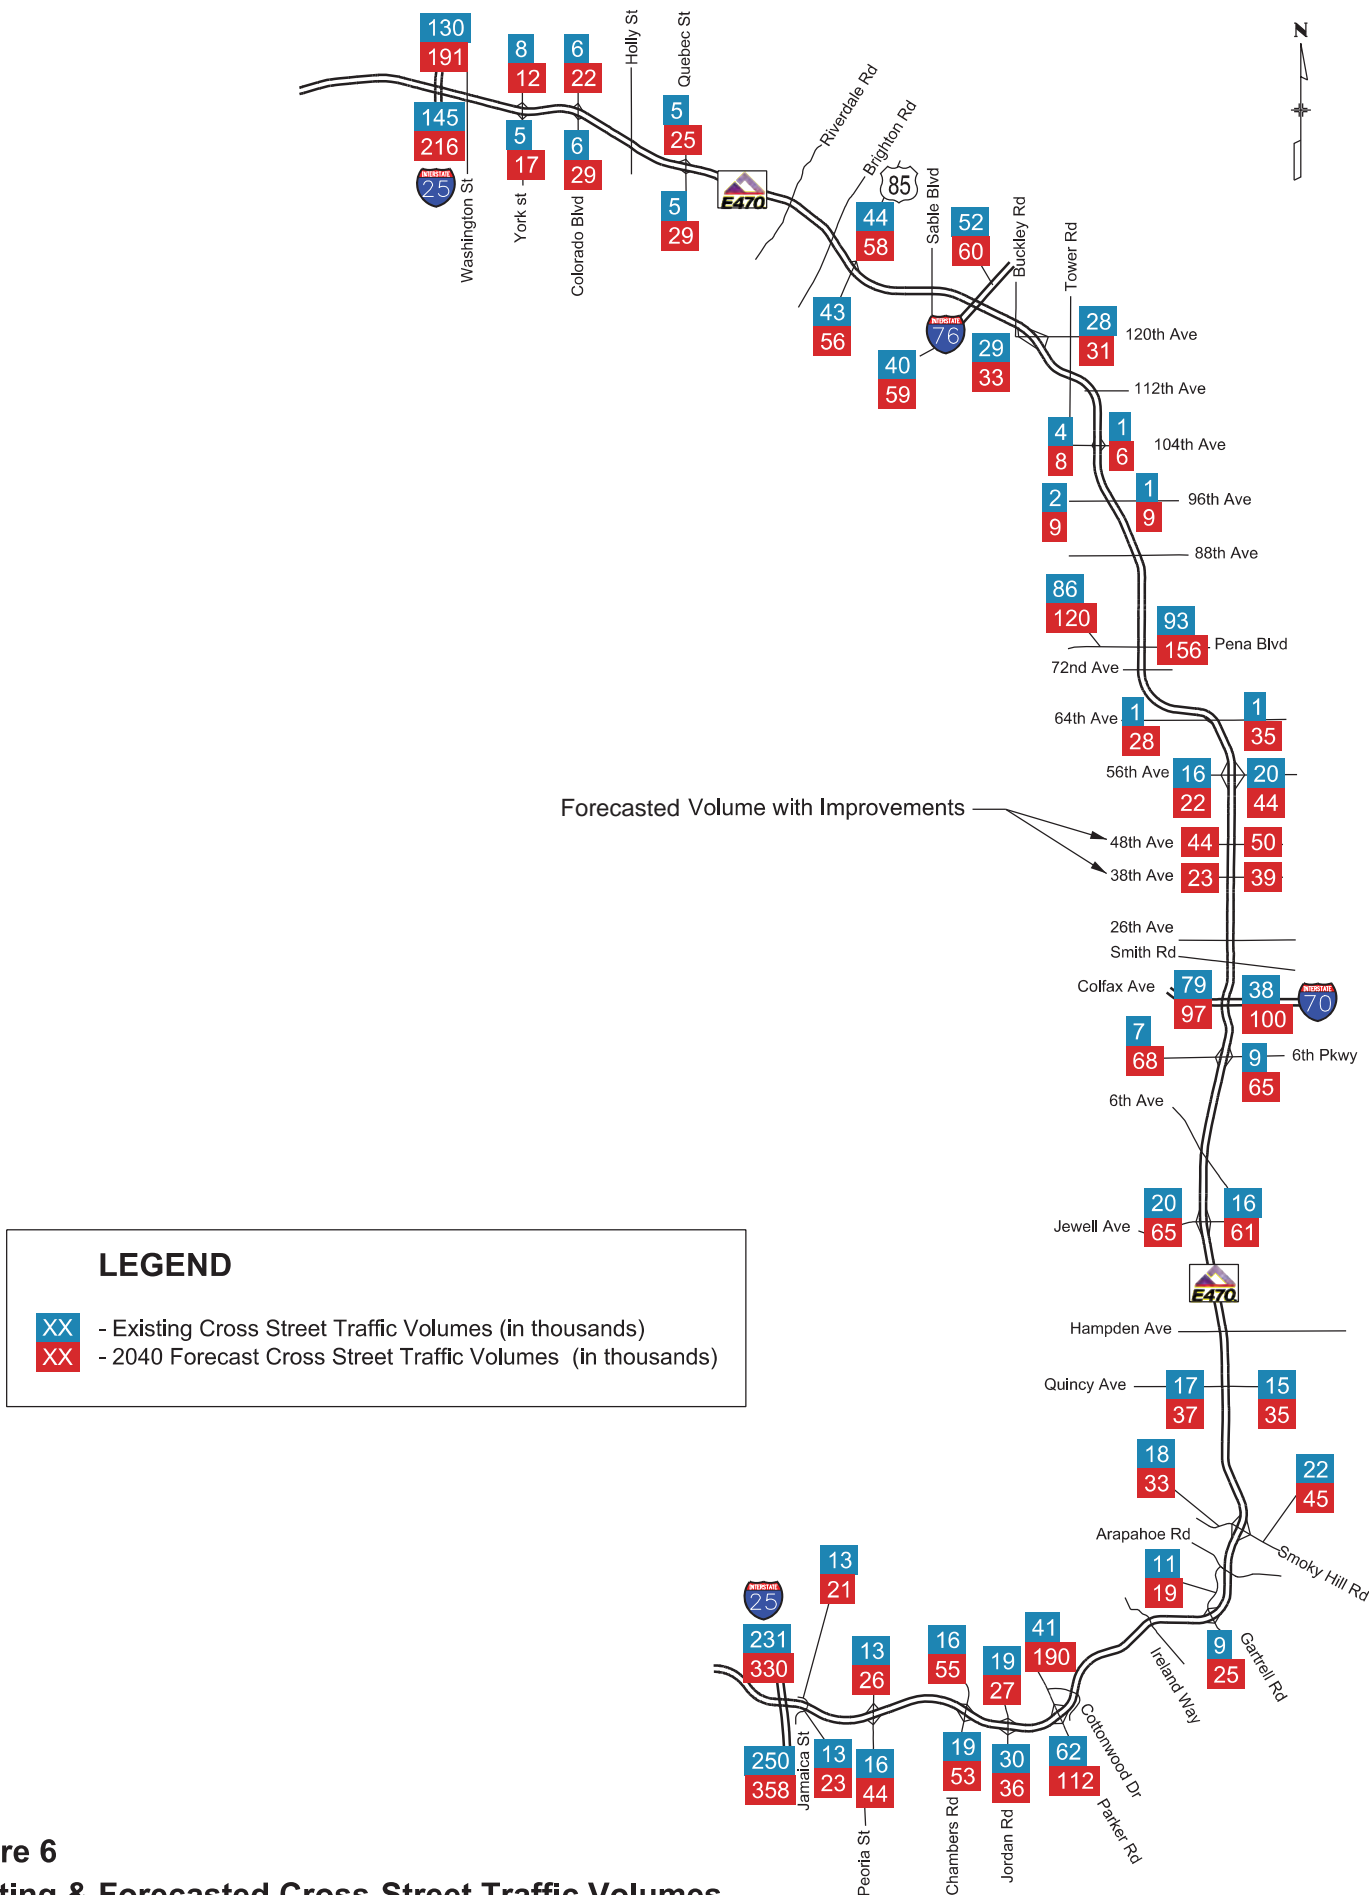 130
191
8
12
6
22
Holly St
Quebec St
N
5
25
Riverdale Rd
Brighton Rd
145
216
5
17
6
29
INTERSTATE
25
Washington St
York st
Colorado Blvd
5
29
E470
85
44
58
Sable Blvd
52
60
Buckley Rd
Tower Rd
43
56
INTERSTATE
76
40
59
29
33
28
31
120th Ave
112th Ave
4
8
1
6
104th Ave
2
9
1
9
96th Ave
88th Ave
86
120
93
156
Pena Blvd
72nd Ave
64th Ave
1
28
1
35
56th Ave
16
22
20
44
Forecasted Volume with Improvements
48th Ave
44
50
38th Ave
23
39
26th Ave
Smith Rd
Colfax Ave
79
97
38
100
INTERSTATE
70
7
68
9
65
6th Pkwy
6th Ave
20
65
16
61
Jewell Ave
E470
LEGEND
XX - Existing Cross Street Traffic Volumes (in thousands)
XX - 2040 Forecast Cross Street Traffic Volumes (in thousands)
Hampden Ave
Quincy Ave
17
37
15
35
18
33
22
45
Arapahoe Rd
Smoky Hill Rd
11
19
9
25
Gartrell Rd
Ireland Way
INTERSTATE
25
231
330
13
21
13
26
16
55
19
27
41
190
Cottonwood Dr
250
358
Jamaica St
13
23
16
44
Peoria St
19
53
Chambers Rd
30
36
Jordan Rd
62
112
Parker Rd
re 6
ting & Forecasted Cross-Street Traffic Volumes